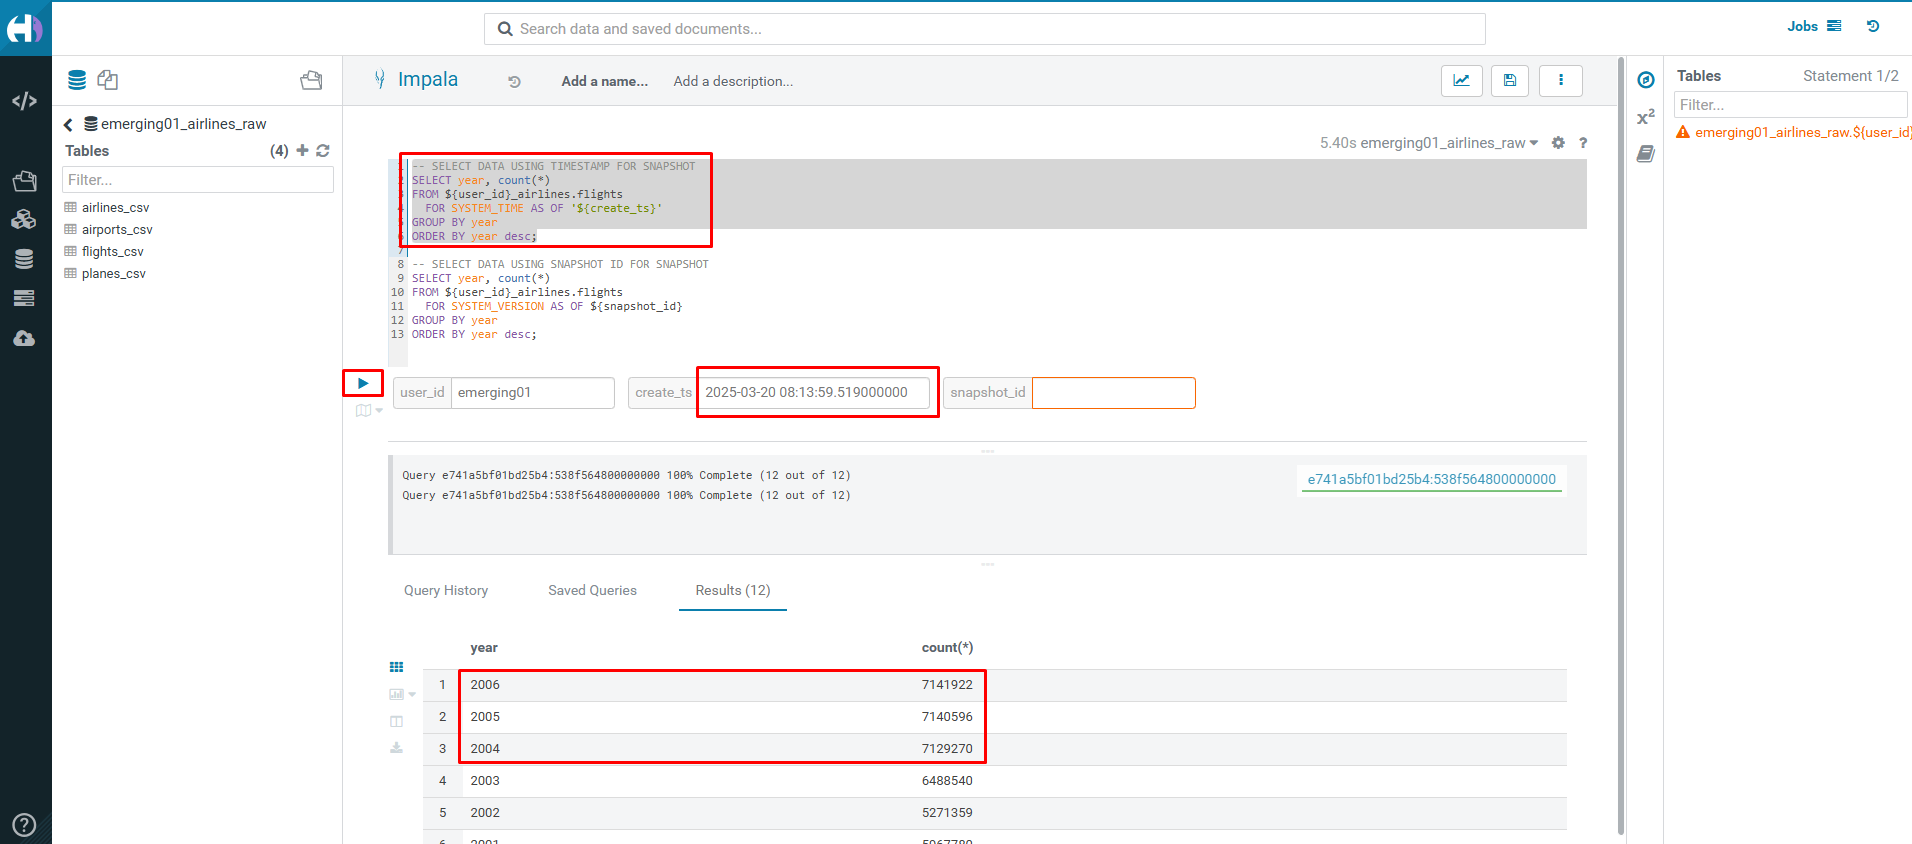 Search data and saved documents...
Jobs
emerging01_airlines_raw
Tables (4)
Filter...
airlines_csv
airports_csv
flights_csv
planes_csv
Impala
Add a name...
Add a description...
5.40s emerging01_airlines_raw ?
1 -- SELECT DATA USING TIMESTAMP FOR SNAPSHOT
2 SELECT year, count(*)
3 FROM ${user_id}_airlines.flights
4 FOR SYSTEM_TIME AS OF '${create_ts}'
5 GROUP BY year
6 ORDER BY year desc;
7
8 -- SELECT DATA USING SNAPSHOT ID FOR SNAPSHOT
9 SELECT year, count(*)
10 FROM ${user_id}_airlines.flights
11 FOR SYSTEM_VERSION AS OF ${snapshot_id}
12 GROUP BY year
13 ORDER BY year desc;
user_id emerging01
create_ts 2025-03-20 08:13:59.519000000
snapshot_id
Query e741a5bf01bd25b4:538f564800000000 100% Complete (12 out of 12)
Query e741a5bf01bd25b4:538f564800000000 100% Complete (12 out of 12)
e741a5bf01bd25b4:538f564800000000
Query History
Saved Queries
Results (12)
year count(*)
1 2006 7141922
2 2005 7140596
3 2004 7129270
4 2003 6488540
5 2002 5271359
Tables
Statement 1/2
Filter...
emerging01_airlines_raw.${user_id}
x²